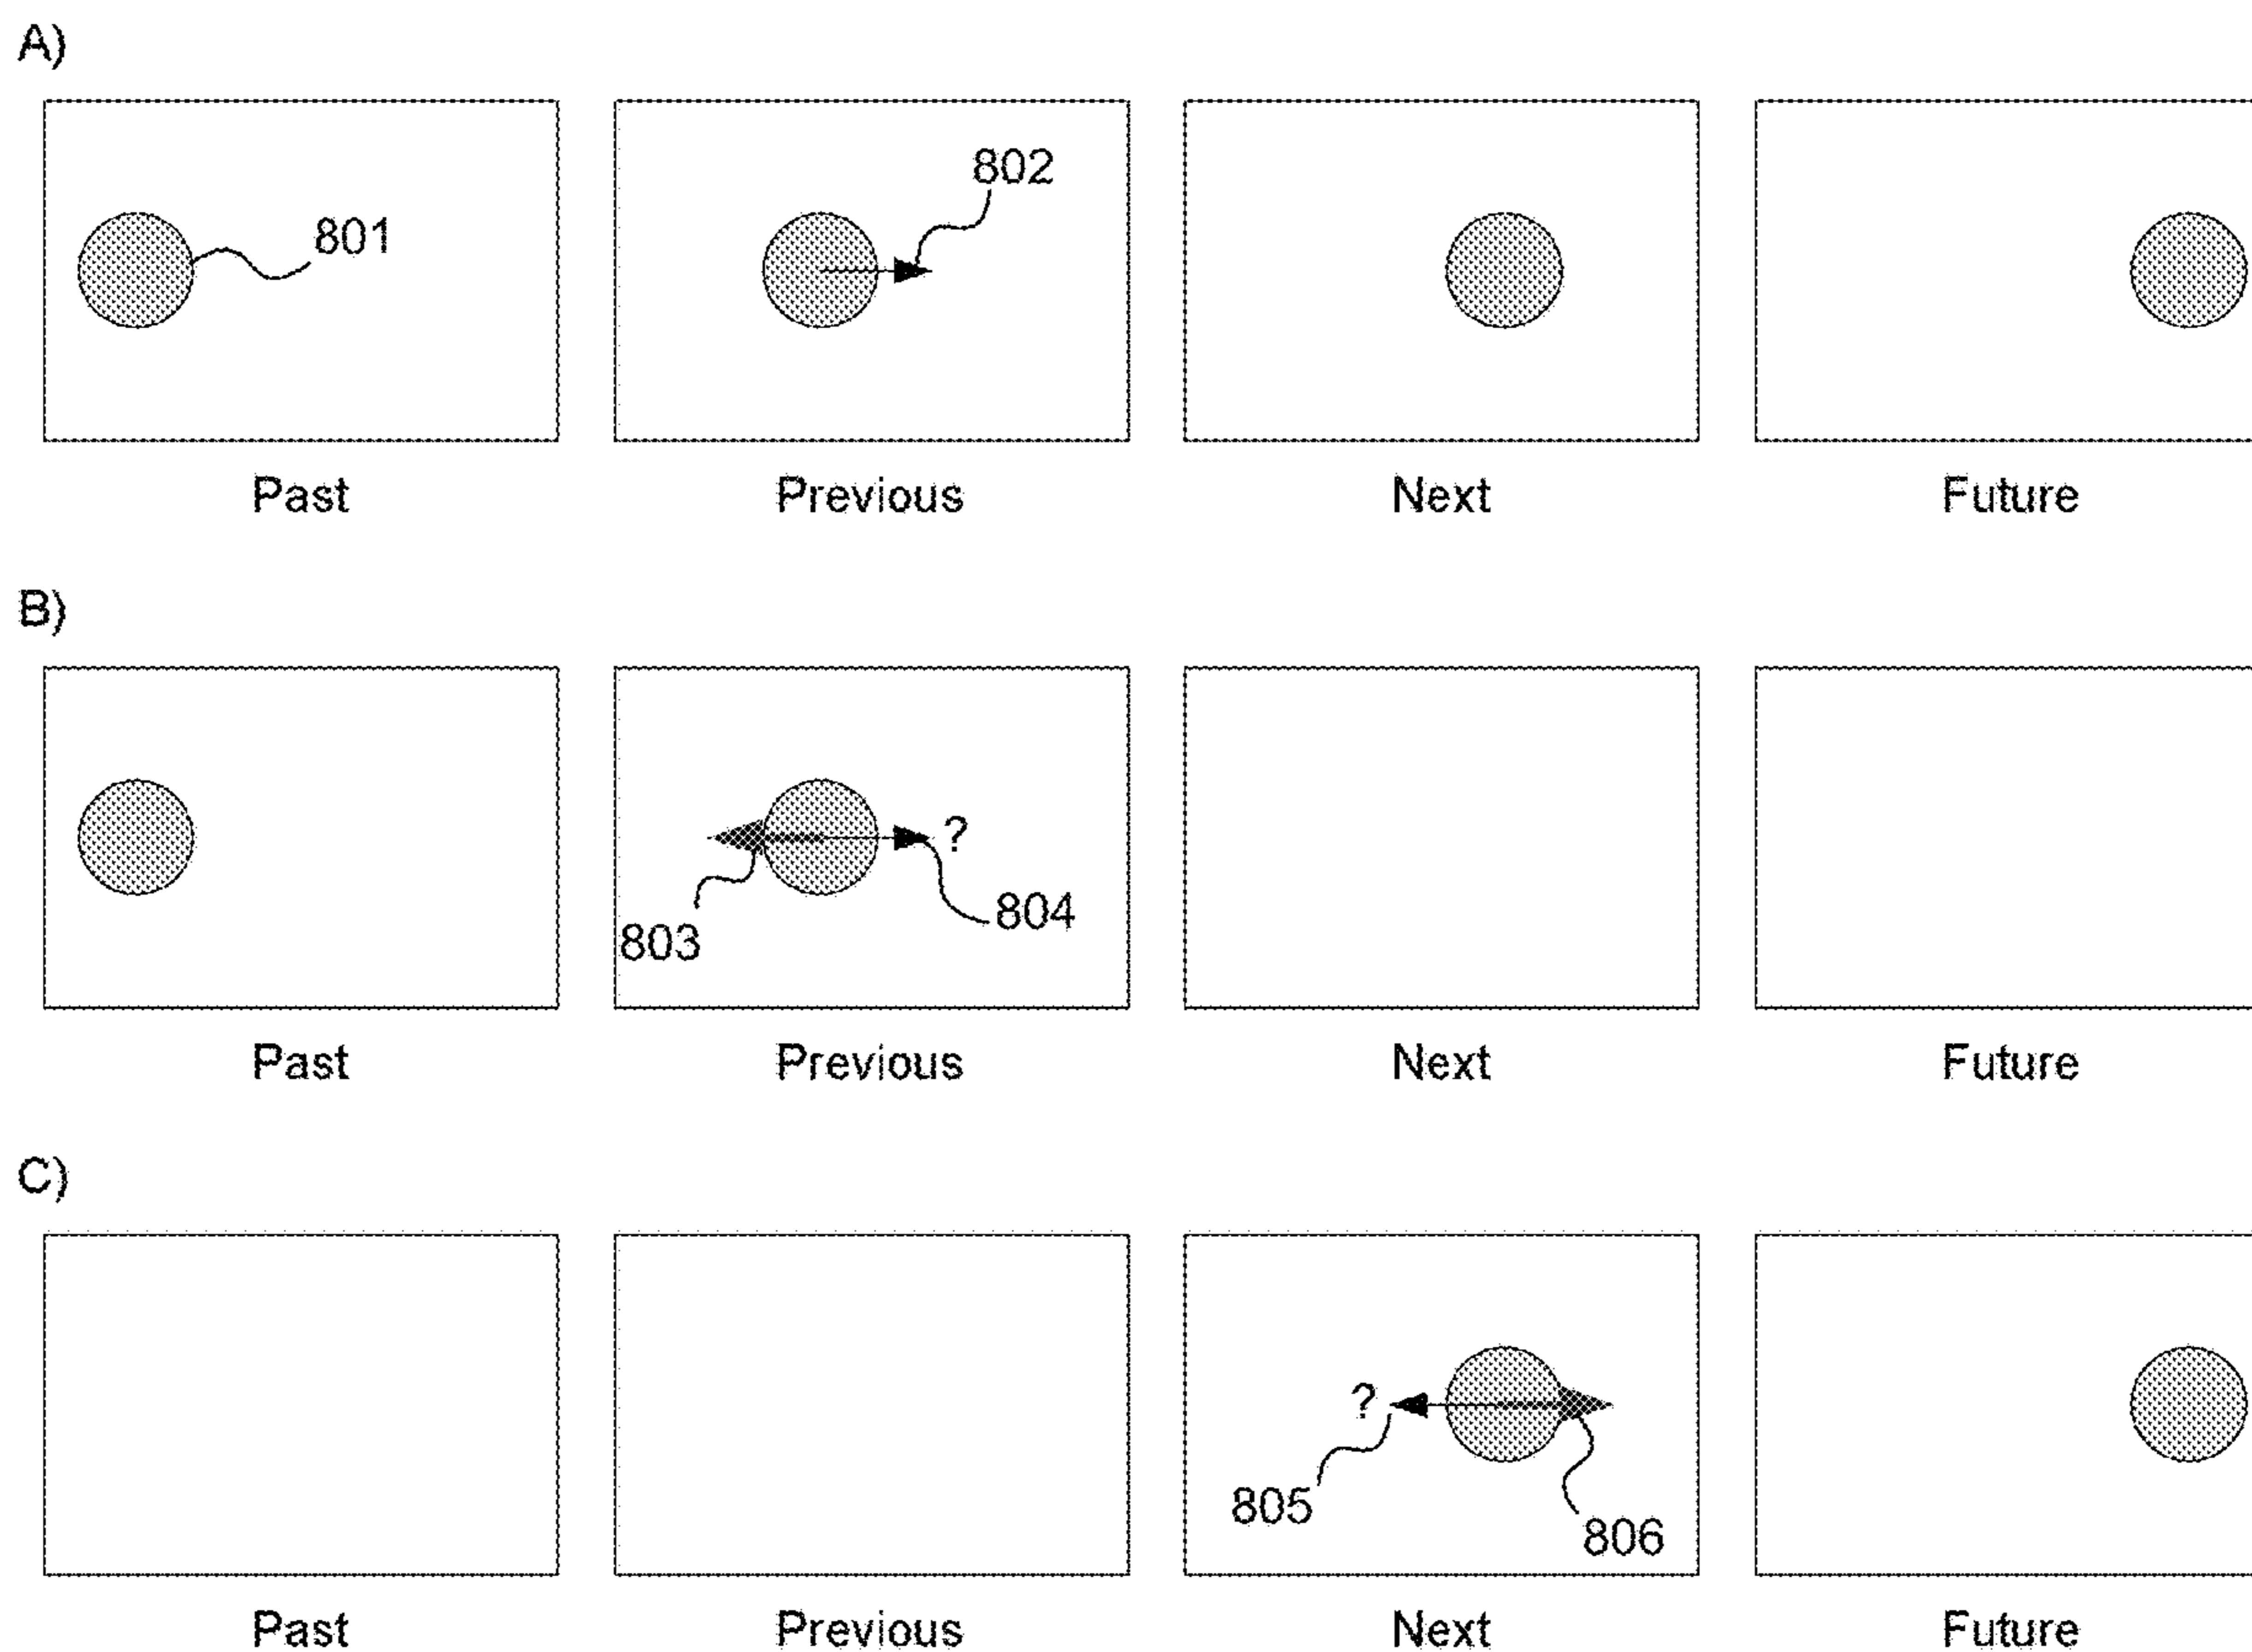 A)
802
801
Past Previous Next Future
B)
?
804
803
Past Previous Next Future
C)
?
805
806
Past Previous Next Future